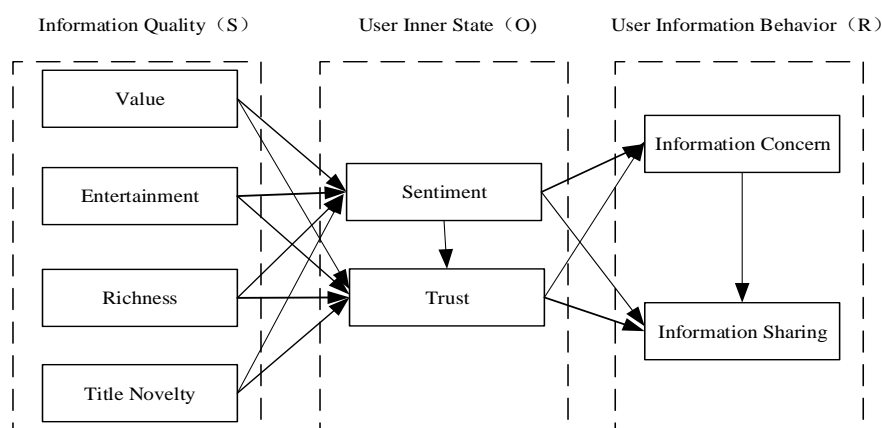 Information Quality（S）
User Inner State（O)
User Information Behavior（R）
Value
Entertainment
Richness
Title Novelty
Sentiment
Trust
Information Concern
Information Sharing